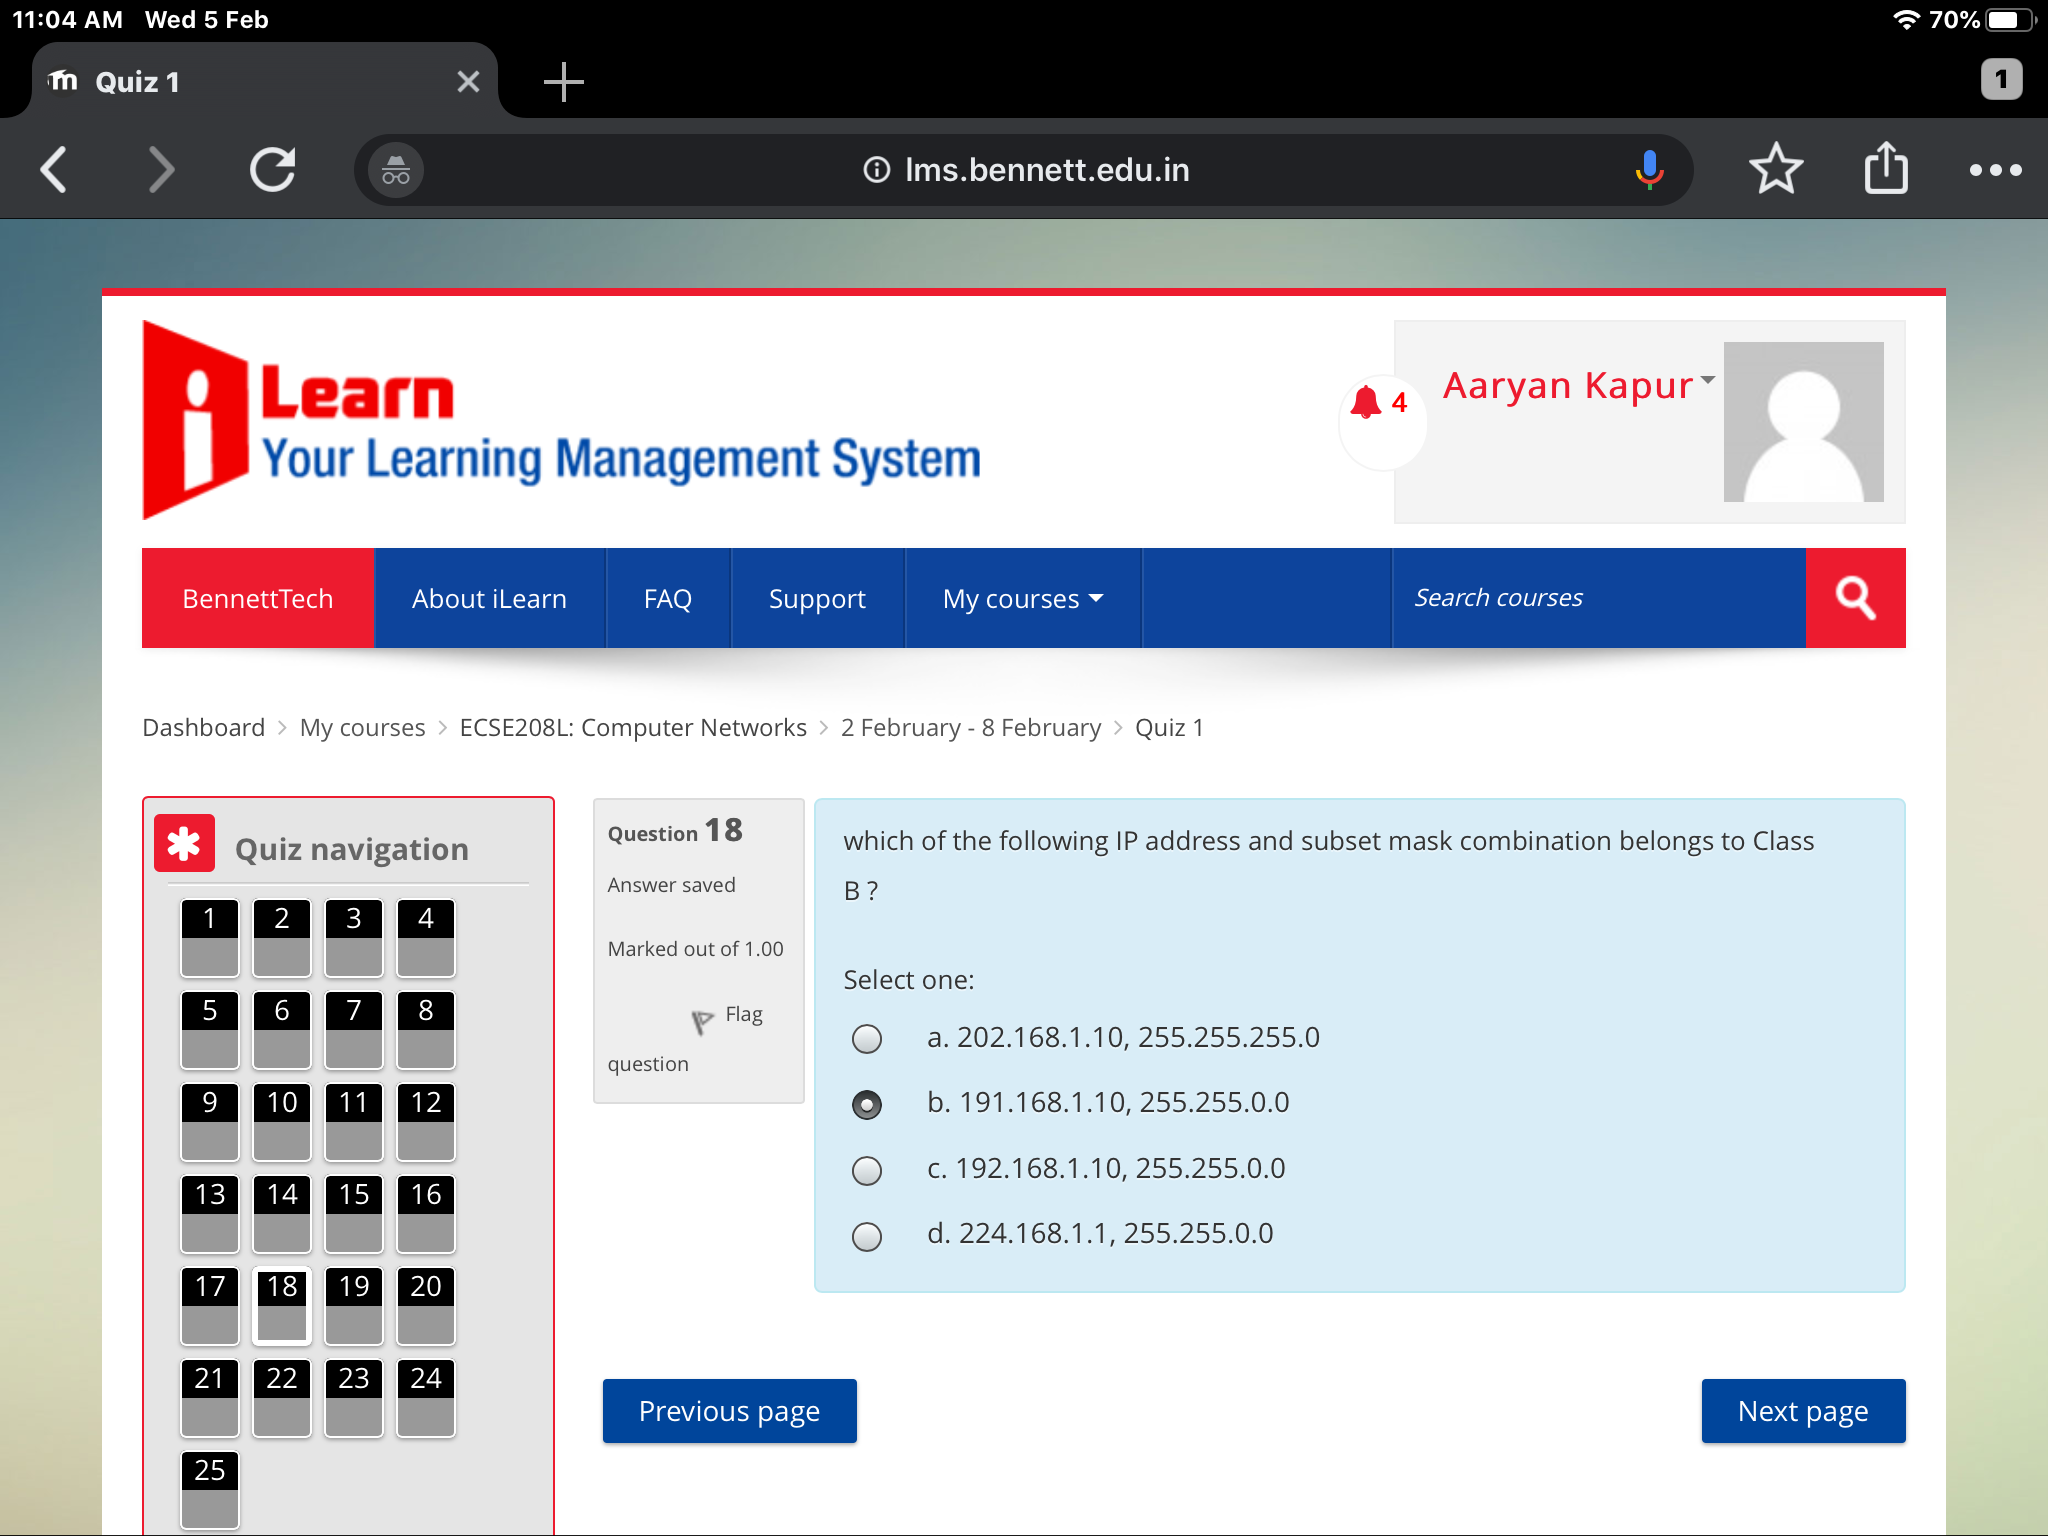 11:04 AM Wed 5 Feb
70%
Quiz 1
1
lms.bennett.edu.in
i Learn
Your Learning Management System
4
Aaryan Kapur
BennettTech
About iLearn
FAQ
Support
My courses
Search courses
Dashboard > My courses > ECSE208L: Computer Networks > 2 February - 8 February > Quiz 1
Quiz navigation
1 2 3 4
5 6 7 8
9 10 11 12
13 14 15 16
17 18 19 20
21 22 23 24
25
Question 18
Answer saved
Marked out of 1.00
Flag
question
which of the following IP address and subset mask combination belongs to Class
B ?
Select one:
a. 202.168.1.10, 255.255.255.0
b. 191.168.1.10, 255.255.0.0
c. 192.168.1.10, 255.255.0.0
d. 224.168.1.1, 255.255.0.0
Previous page
Next page